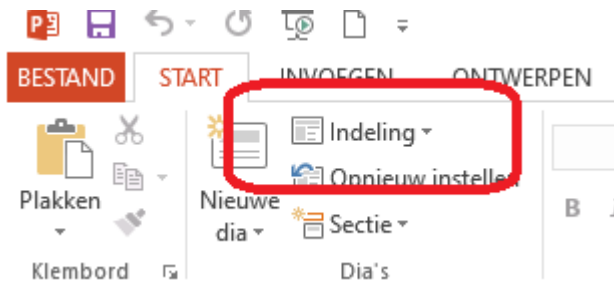 BESTAND START INVOEGEN ONTWERPEN
Indeling
Opnieuw instellen
Plakken
Nieuwe
dia
Sectie
B
Klembord
Dia's